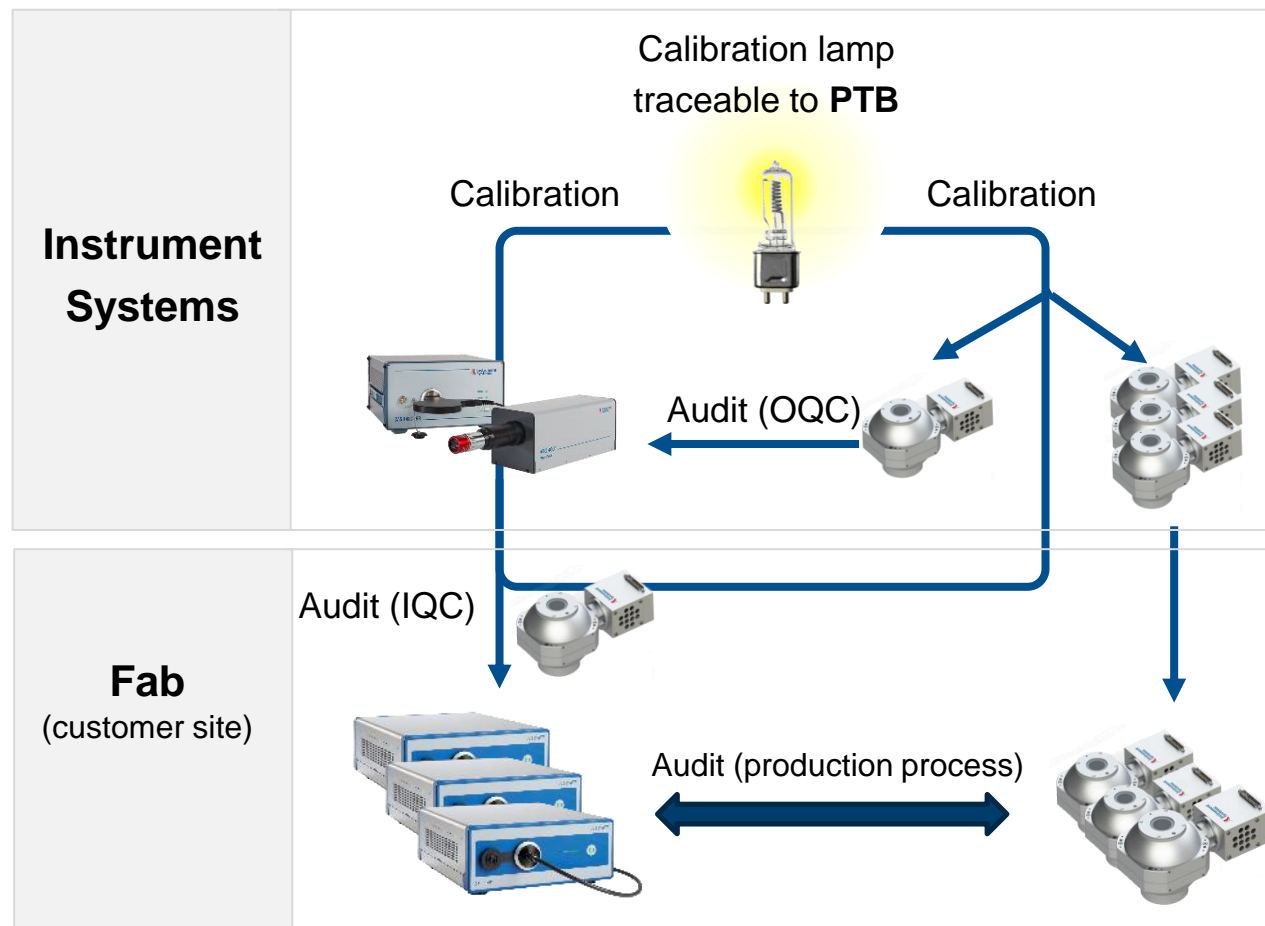 Calibration lamp
traceable to PTB
Calibration
Calibration
Instrument
Systems
Audit (OQC)
Audit (IQC)
Fab
(customer site)
Audit (production process)